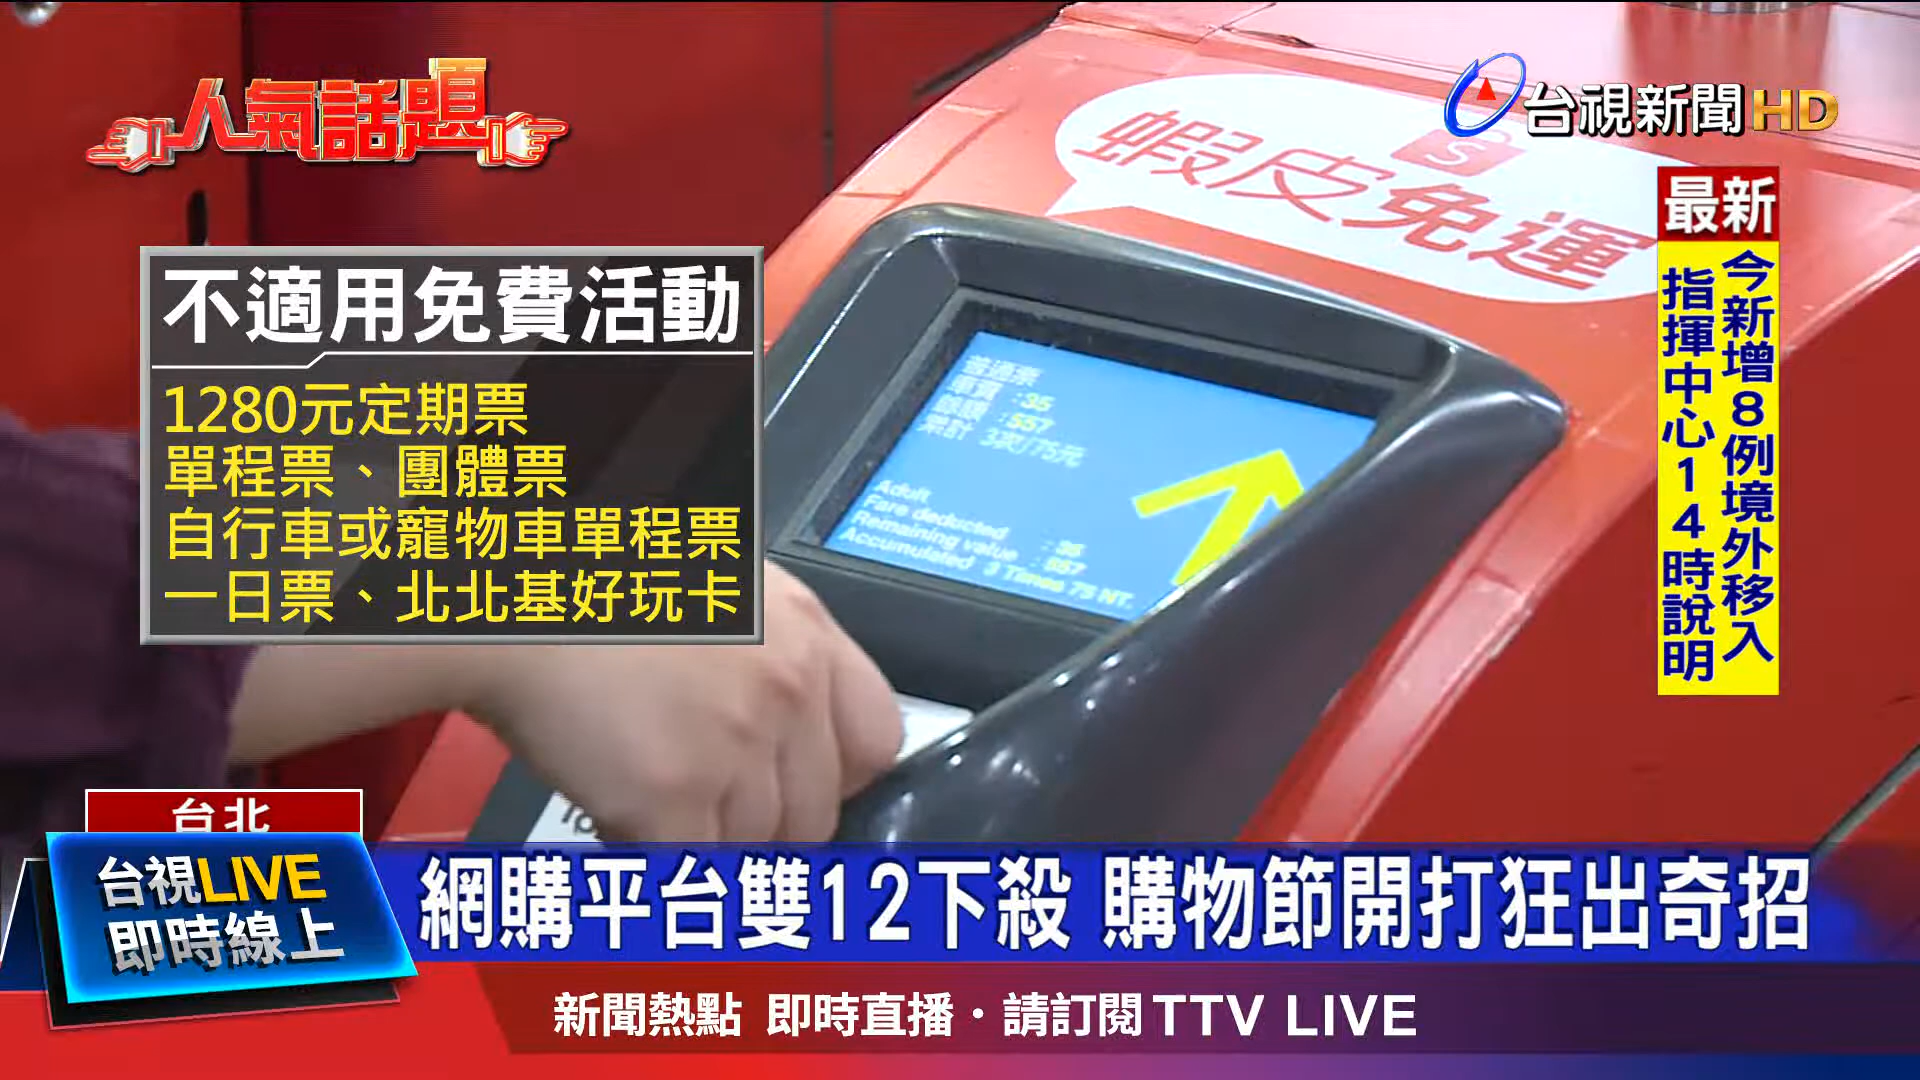 人氣話題
台視新聞HD
蝦皮免運
最新
今新增8例境外移入
指揮中心14時說明
不適用免費活動
1280元定期票
單程票、團體票
自行車或寵物車單程票
一日票、北北基好玩卡
普通票
車資:35
餘額:557
累計 3次/75元
Adult
Fare deducted :35
Remaining value :557
Accumulated 3 Times 75 NT.
台北
台視LIVE
即時線上
網購平台雙12下殺 購物節開打狂出奇招
新聞熱點 即時直播・請訂閱TTV LIVE